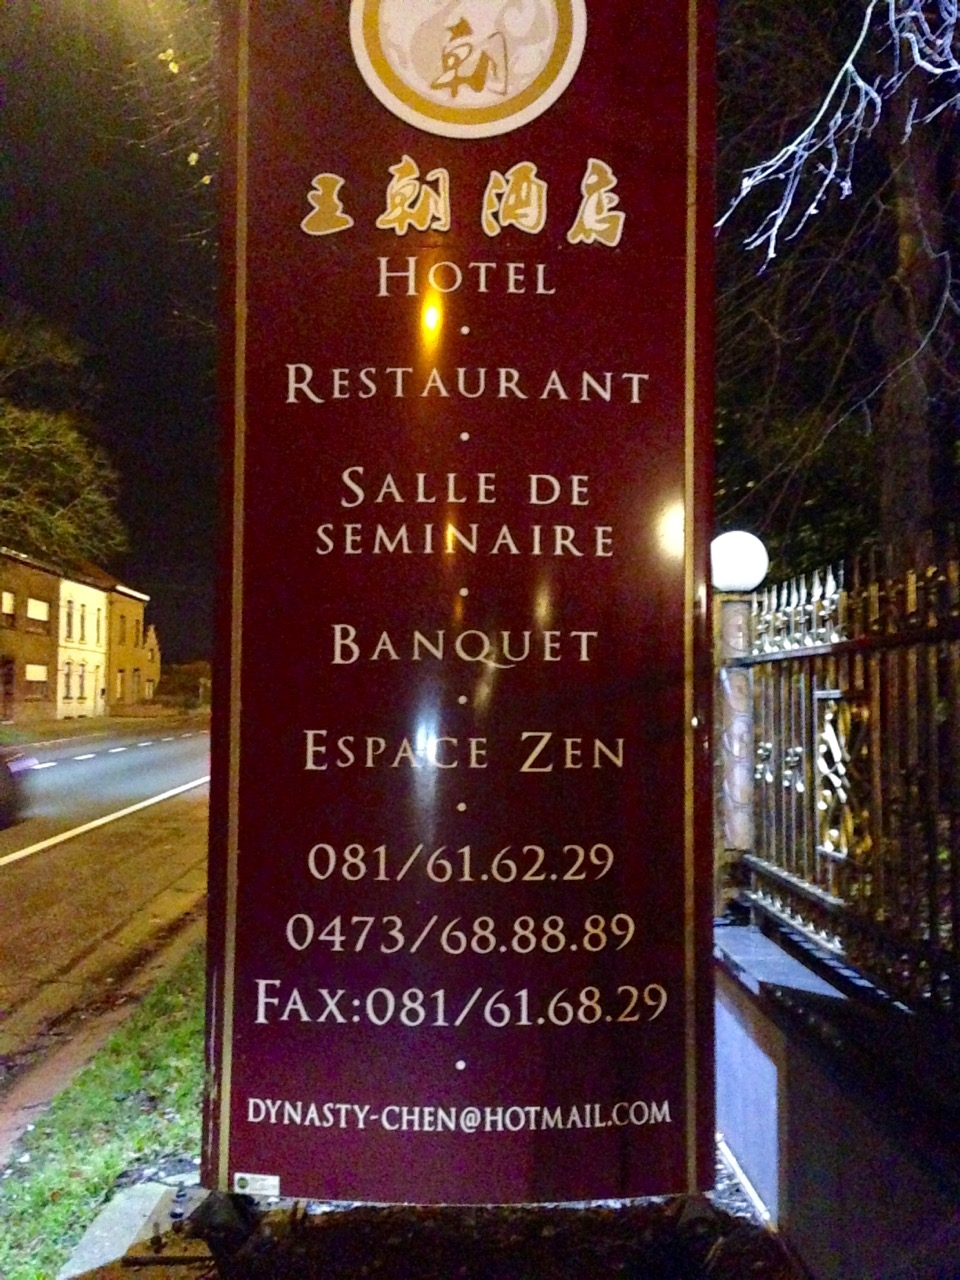 朝
王朝酒店
HOTEL
•
RESTAURANT
•
SALLE DE
SEMINAIRE
•
BANQUET
•
ESPACE ZEN
•
081/61.62.29
0473/68.88.89
FAX:081/61.68.29
•
DYNASTY-CHEN@HOTMAIL.COM